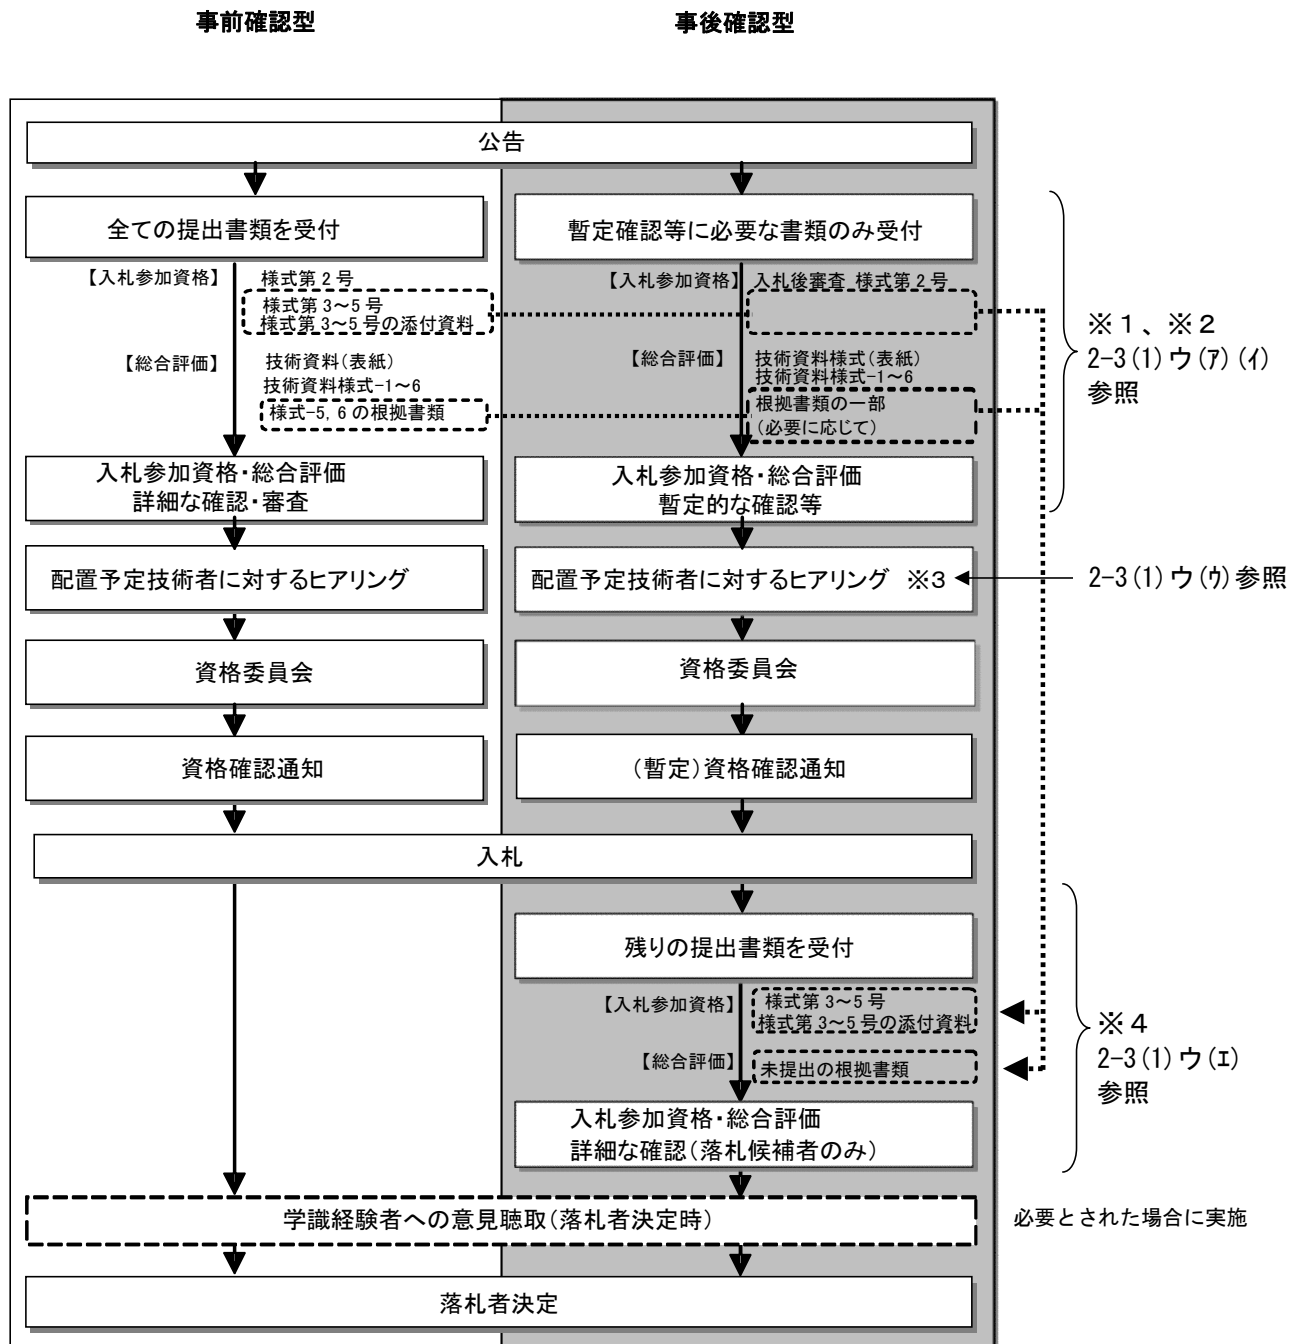 事前確認型
事後確認型
公告
全ての提出書類を受付
暫定確認等に必要な書類のみ受付
【入札参加資格】 様式第2号
様式第3~5号
様式第3~5号の添付資料
【入札参加資格】 入札後審査 様式第2号
【総合評価】 技術資料(表紙)
技術資料様式-1~6
様式-5,6の根拠書類
【総合評価】 技術資料様式(表紙)
技術資料様式-1~6
根拠書類の一部
(必要に応じて)
※1、※2
2-3(1)ウ(ア)(イ)
参照
入札参加資格・総合評価
詳細な確認・審査
入札参加資格・総合評価
暫定的な確認等
配置予定技術者に対するヒアリング
配置予定技術者に対するヒアリング ※3
2-3(1)ウ(ウ)参照
資格委員会
資格委員会
資格確認通知
(暫定)資格確認通知
入札
残りの提出書類を受付
【入札参加資格】 様式第3~5号
様式第3~5号の添付資料
【総合評価】 未提出の根拠書類
※4
2-3(1)ウ(エ)
参照
入札参加資格・総合評価
詳細な確認(落札候補者のみ)
学識経験者への意見聴取(落札者決定時)
必要とされた場合に実施
落札者決定